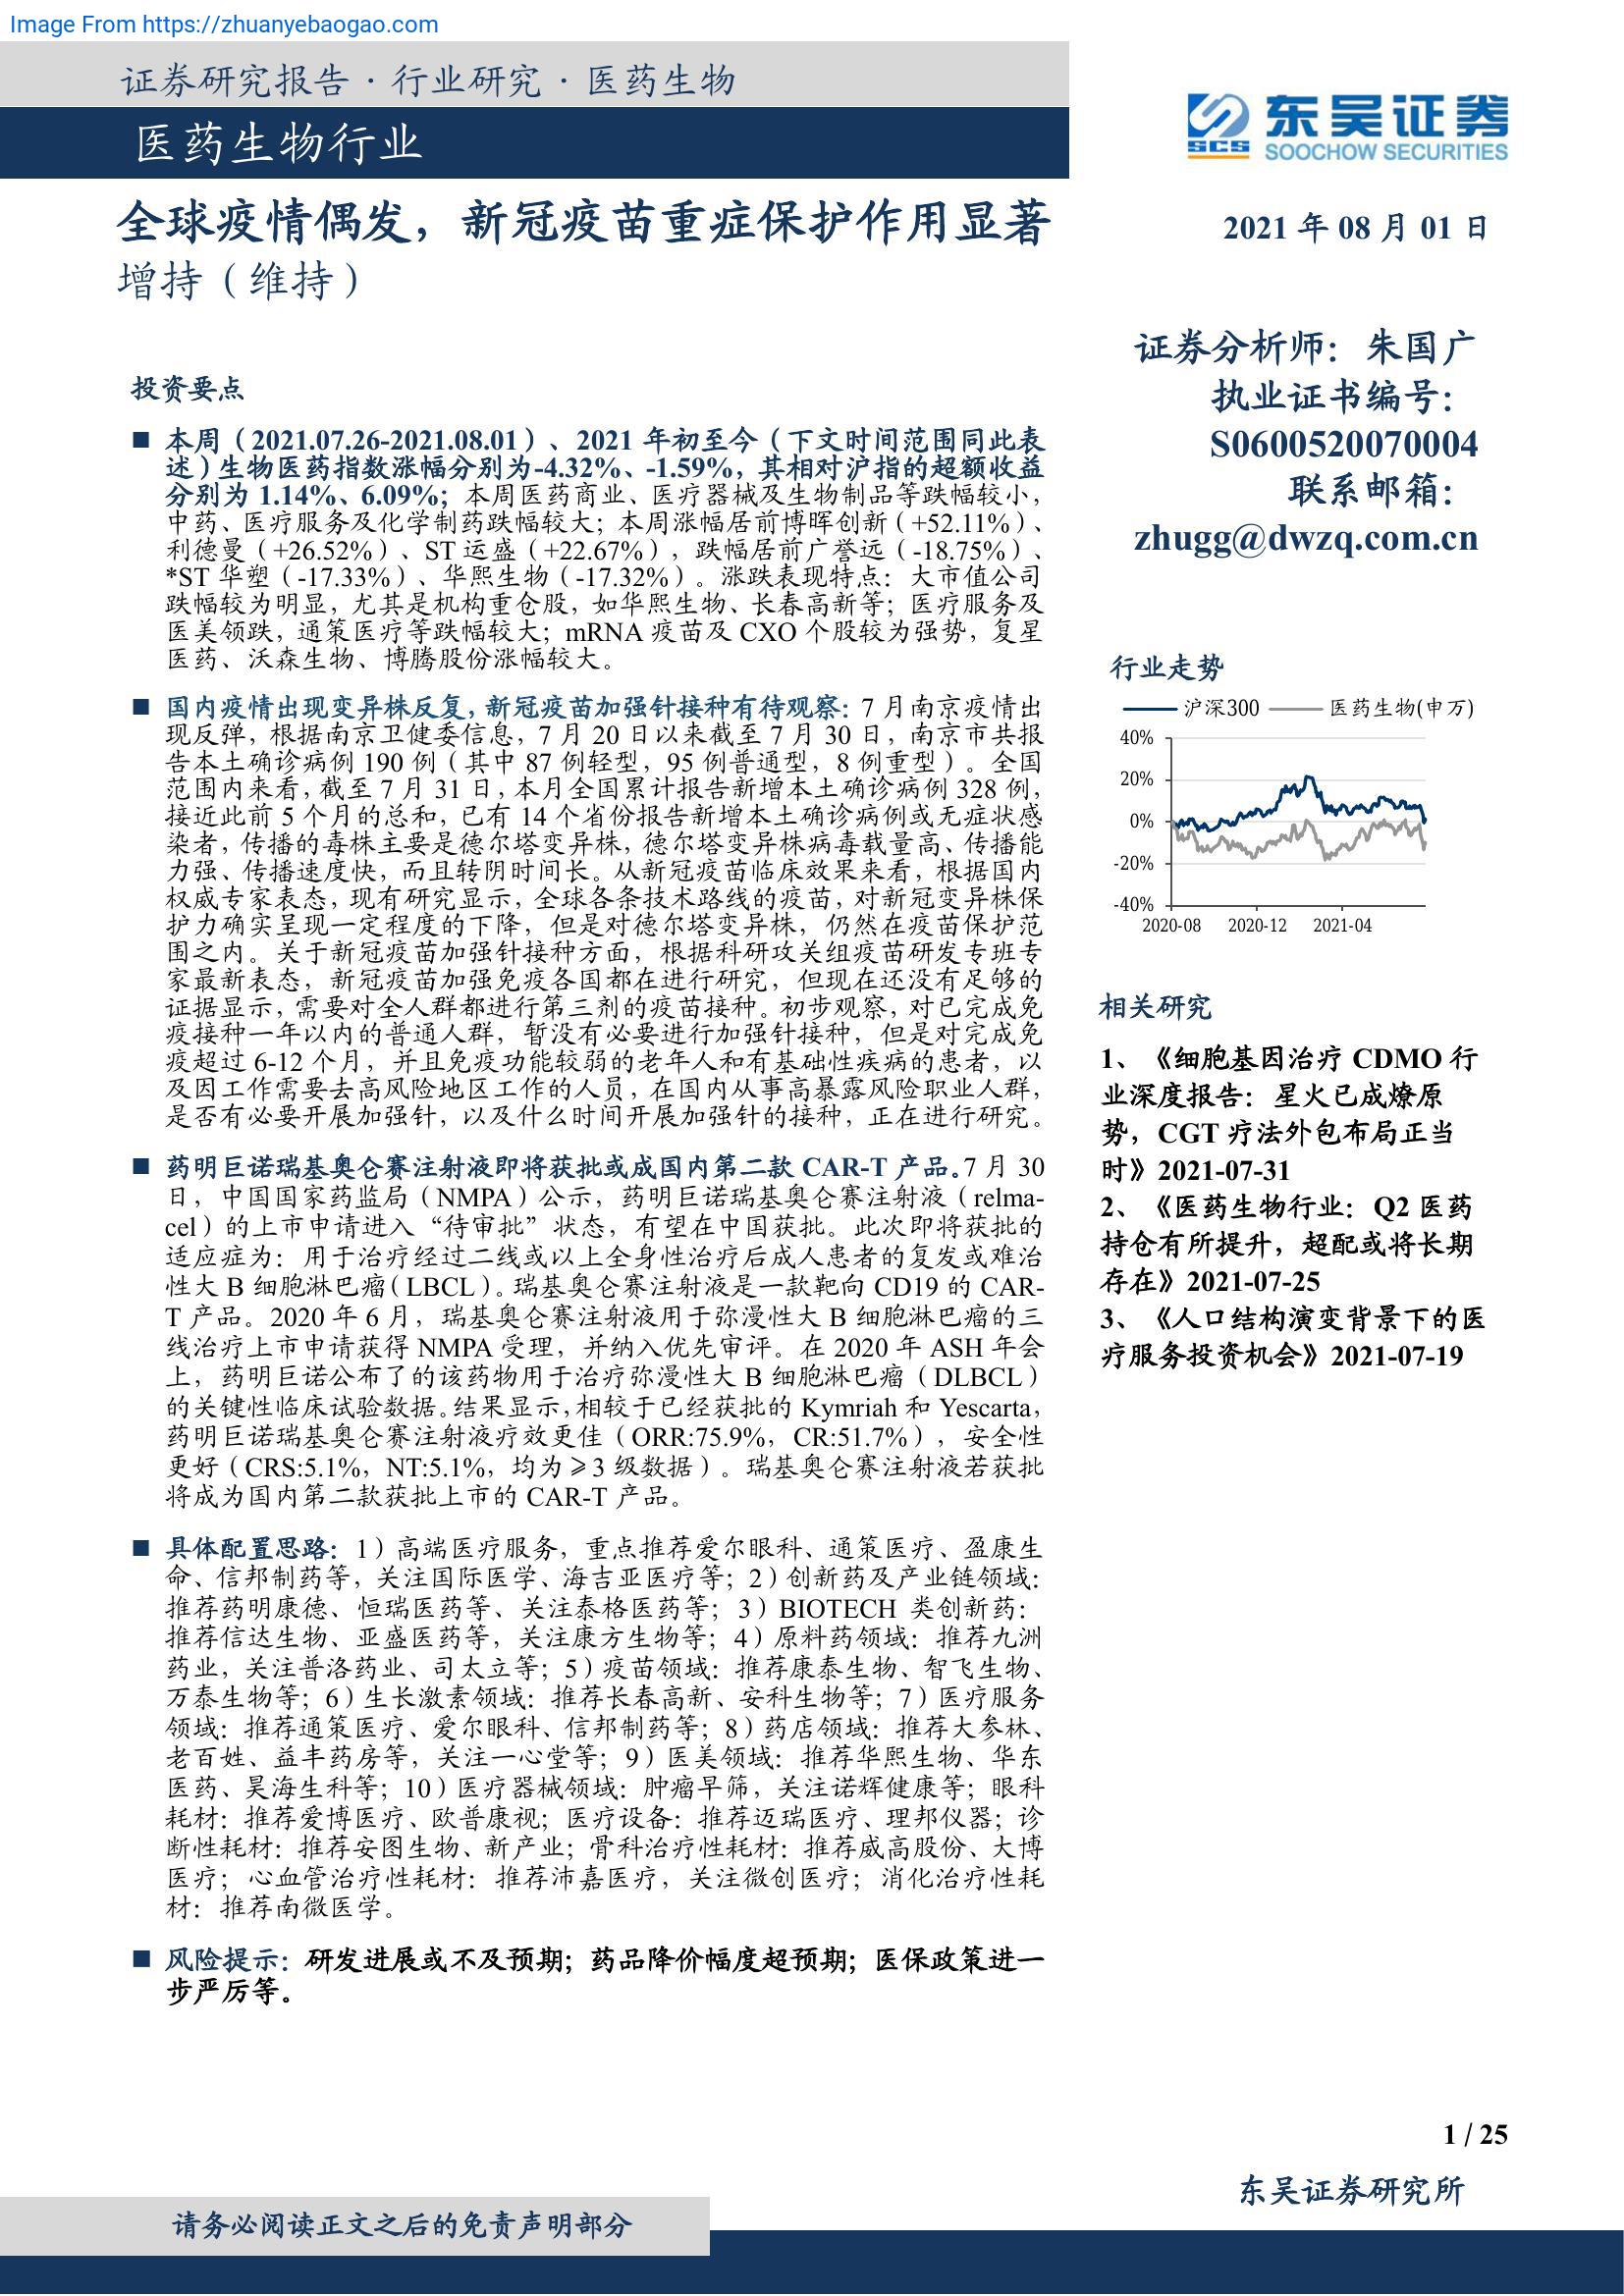 Image From https://zhuanyebaogao.com
证券研究报告·行业研究·医药生物
医药生物行业
东吴证券
SCS
SOOCHOW SECURITIES
全球疫情偶发，新冠疫苗重症保护作用显著
增持（维持）
2021 年 08 月 01 日
证券分析师：朱国广
执业证书编号：
S0600520070004
联系邮箱：
zhugg@dwzq.com.cn
投资要点
■ 本周（2021.07.26-2021.08.01）、2021 年初至今（下文时间范围同此表
述）生物医药指数涨幅分别为-4.32%、-1.59%，其相对沪指的超额收益
分别为 1.14%、6.09%；本周医药商业、医疗器械及生物制品等跌幅较小，
中药、医疗服务及化学制药跌幅较大；本周涨幅居前博晖创新（+52.11%）、
利德曼（+26.52%）、ST 运盛（+22.67%），跌幅居前广誉远（-18.75%）、
*ST 华塑（-17.33%）、华熙生物（-17.32%）。涨跌表现特点：大市值公司
跌幅较为明显，尤其是机构重仓股，如华熙生物、长春高新等；医疗服务及
医美领跌，通策医疗等跌幅较大；mRNA 疫苗及 CXO 个股较为强势，复星
医药、沃森生物、博腾股份涨幅较大。
■ 国内疫情出现变异株反复，新冠疫苗加强针接种有待观察：7 月南京疫情出
现反弹，根据南京卫健委信息，7 月 20 日以来截至 7 月 30 日，南京市共报
告本土确诊病例 190 例（其中 87 例轻型，95 例普通型，8 例重型）。全国
范围内来看，截至 7 月 31 日，本月全国累计报告新增本土确诊病例 328 例，
接近此前 5 个月的总和，已有 14 个省份报告新增本土确诊病例或无症状感
染者，传播的毒株主要是德尔塔变异株，德尔塔变异株病毒载量高、传播能
力强、传播速度快，而且转阴时间长。从新冠疫苗临床效果来看，根据国内
权威专家表态，现有研究显示，全球各条技术路线的疫苗，对新冠变异株保
护力确实呈现一定程度的下降，但是对德尔塔变异株，仍然在疫苗保护范
围之内。关于新冠疫苗加强针接种方面，根据科研攻关组疫苗研发专班专
家最新表态，新冠疫苗加强免疫各国都在进行研究，但现在还没有足够的
证据显示，需要对全人群都进行第三剂的疫苗接种。初步观察，对已完成免
疫接种一年以内的普通人群，暂没有必要进行加强针接种，但是对完成免
疫超过 6-12 个月，并且免疫功能较弱的老年人和有基础性疾病的患者，以
及因工作需要去高风险地区工作的人员，在国内从事高暴露风险职业人群，
是否有必要开展加强针，以及什么时间开展加强针的接种，正在进行研究。
■ 药明巨诺瑞基奥仑赛注射液即将获批或成国内第二款 CAR-T 产品。7 月 30
日，中国国家药监局（NMPA）公示，药明巨诺瑞基奥仑赛注射液（relma-
cel）的上市申请进入“待审批”状态，有望在中国获批。此次即将获批的
适应症为：用于治疗经过二线或以上全身性治疗后成人患者的复发或难治
性大 B 细胞淋巴瘤（LBCL）。瑞基奥仑赛注射液是一款靶向 CD19 的 CAR-
T 产品。2020 年 6 月，瑞基奥仑赛注射液用于弥漫性大 B 细胞淋巴瘤的三
线治疗上市申请获得 NMPA 受理，并纳入优先审评。在 2020 年 ASH 年会
上，药明巨诺公布了的该药物用于治疗弥漫性大 B 细胞淋巴瘤（DLBCL）
的关键性临床试验数据。结果显示，相较于已经获批的 Kymriah 和 Yescarta，
药明巨诺瑞基奥仑赛注射液疗效更佳（ORR:75.9%，CR:51.7%），安全性
更好（CRS:5.1%，NT:5.1%，均为≥3 级数据）。瑞基奥仑赛注射液若获批
将成为国内第二款获批上市的 CAR-T 产品。
■ 具体配置思路：1）高端医疗服务，重点推荐爱尔眼科、通策医疗、盈康生
命、信邦制药等，关注国际医学、海吉亚医疗等；2）创新药及产业链领域：
推荐药明康德、恒瑞医药等、关注泰格医药等；3）BIOTECH 类创新药：
推荐信达生物、亚盛医药等，关注康方生物等；4）原料药领域：推荐九洲
药业，关注普洛药业、司太立等；5）疫苗领域：推荐康泰生物、智飞生物、
万泰生物等；6）生长激素领域：推荐长春高新、安科生物等；7）医疗服务
领域：推荐通策医疗、爱尔眼科、信邦制药等；8）药店领域：推荐大参林、
老百姓、益丰药房等，关注一心堂等；9）医美领域：推荐华熙生物、华东
医药、昊海生科等；10）医疗器械领域：肿瘤早筛，关注诺辉健康等；眼科
耗材：推荐爱博医疗、欧普康视；医疗设备：推荐迈瑞医疗、理邦仪器；诊
断性耗材：推荐安图生物、新产业；骨科治疗性耗材：推荐威高股份、大博
医疗；心血管治疗性耗材：推荐沛嘉医疗，关注微创医疗；消化治疗性耗
材：推荐南微医学。
■ 风险提示：研发进展或不及预期；药品降价幅度超预期；医保政策进一
步严厉等。
行业走势
沪深300 医药生物(申万)
40%
20%
0%
-20%
-40%
2020-08 2020-12 2021-04
相关研究
1、《细胞基因治疗 CDMO 行
业深度报告：星火已成燎原
势，CGT 疗法外包布局正当
时》2021-07-31
2、《医药生物行业：Q2 医药
持仓有所提升，超配或将长期
存在》2021-07-25
3、《人口结构演变背景下的医
疗服务投资机会》2021-07-19
1 / 25
东吴证券研究所
请务必阅读正文之后的免责声明部分